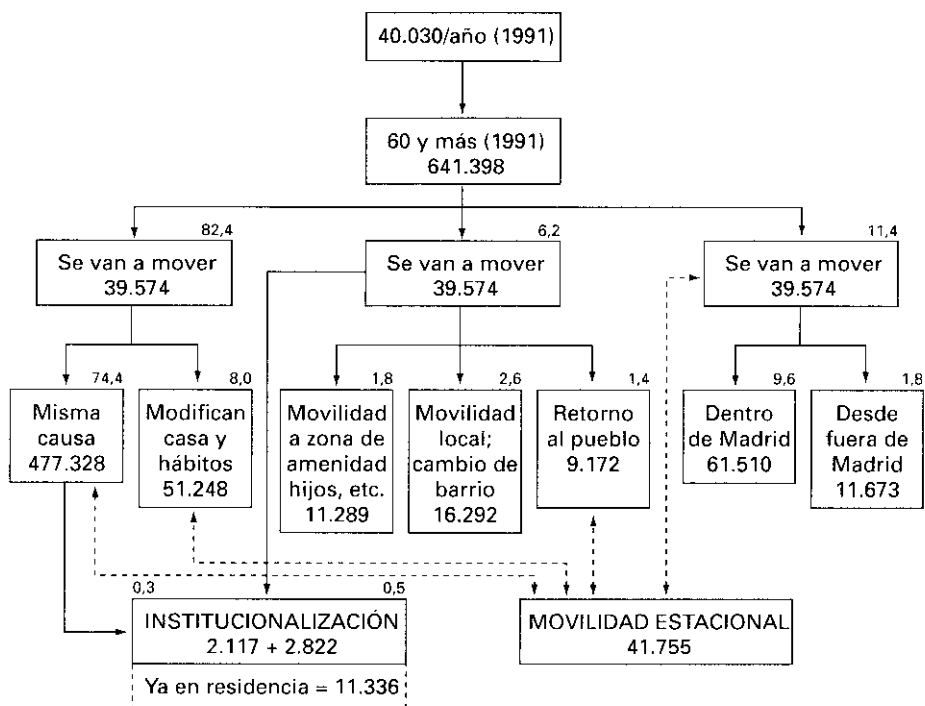 40.030/año (1991)
60 y más (1991)
641.398
82,4
Se van a mover
39.574
6,2
Se van a mover
39.574
11,4
Se van a mover
39.574
74,4
Misma
causa
477.328
8,0
Modifican
casa y
hábitos
51.248
1,8
Movilidad
a zona de
amenidad
hijos, etc.
11.289
2,6
Movilidad
local;
cambio de
barrio
16.292
1,4
Retorno
al pueblo
9.172
9,6
Dentro
de Madrid
61.510
1,8
Desde
fuera de
Madrid
11.673
0,3
0,5
INSTITUCIONALIZACIÓN
2.117 + 2.822
Ya en residencia = 11.336
MOVILIDAD ESTACIONAL
41.755